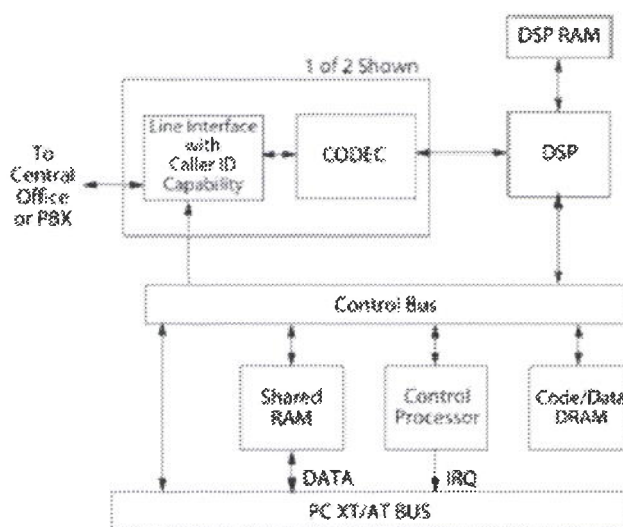 DSP RAM
1 of 2 Shown
Line Interface
with
Caller ID
Capability
CODEC
DSP
To
Central
Office
or PBX
Control Bus
Shared
RAM
Control
Processor
Code/Data
DRAM
DATA
IRQ
PC XT/AT BUS